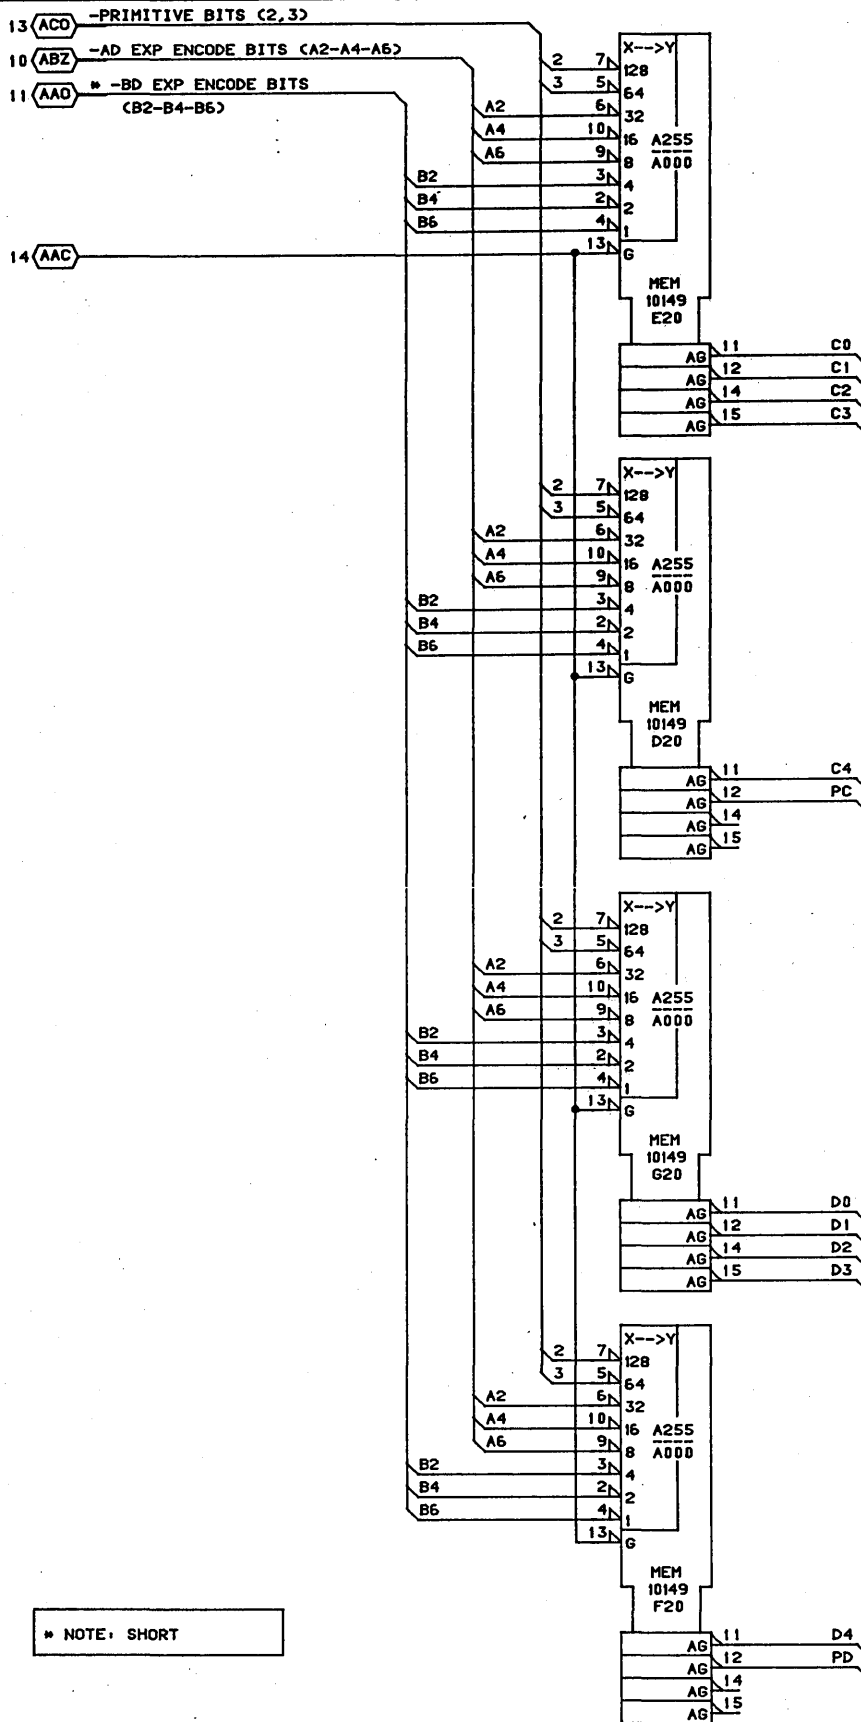 13 AC0 -PRIMITIVE BITS (2,3)
10 ABZ -AD EXP ENCODE BITS (A2-A4-A6)
11 AA0 * -BD EXP ENCODE BITS
(B2-B4-B6)
14 AAC
X-->Y
2 7 128
3 5 64
A2 6 32
A4 10 16 A255
A6 9 8 A000
B2 3 4
B4 2 2
B6 4 1
13 G
MEM
10149
E20
AG 11 C0
AG 12 C1
AG 14 C2
AG 15 C3
X-->Y
2 7 128
3 5 64
A2 6 32
A4 10 16 A255
A6 9 8 A000
B2 3 4
B4 2 2
B6 4 1
13 G
MEM
10149
D20
AG 11 C4
AG 12 PC
AG 14
AG 15
X-->Y
2 7 128
3 5 64
A2 6 32
A4 10 16 A255
A6 9 8 A000
B2 3 4
B4 2 2
B6 4 1
13 G
MEM
10149
G20
AG 11 D0
AG 12 D1
AG 14 D2
AG 15 D3
X-->Y
2 7 128
3 5 64
A2 6 32
A4 10 16 A255
A6 9 8 A000
B2 3 4
B4 2 2
B6 4 1
13 G
MEM
10149
F20
* NOTE: SHORT
AG 11 D4
AG 12 PD
AG 14
AG 15